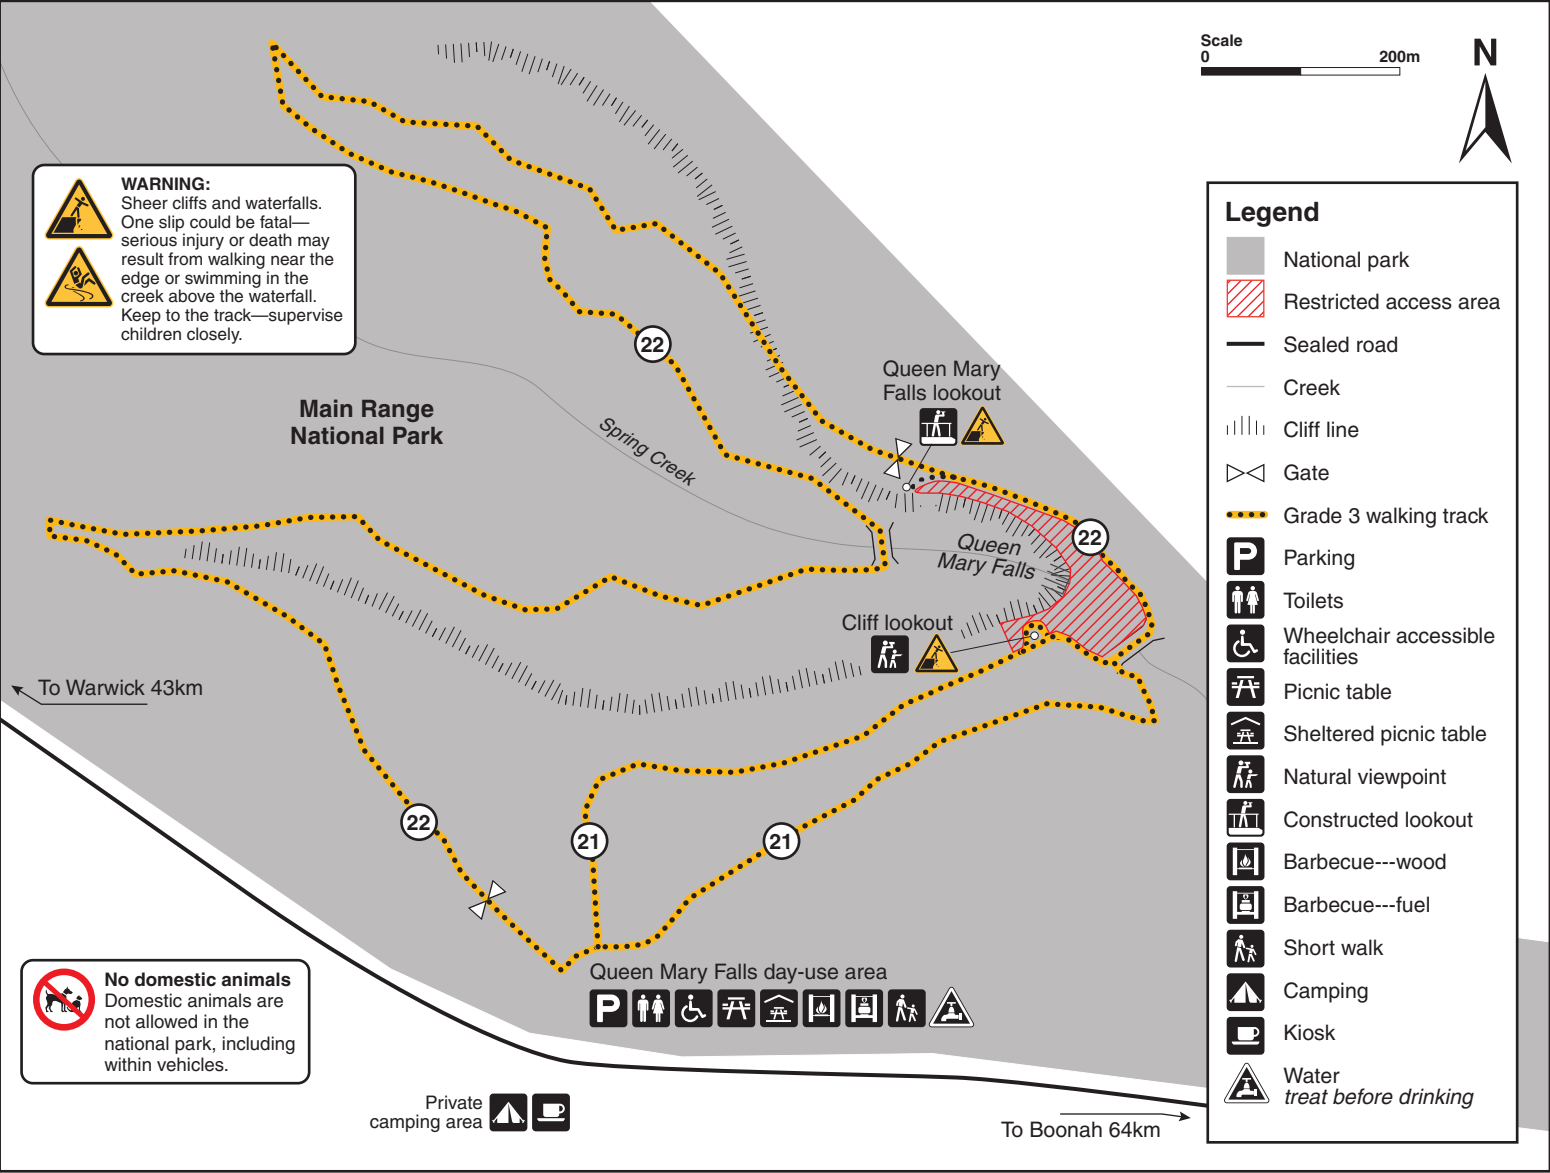 Scale
0 200m
N
WARNING:
Sheer cliffs and waterfalls.
One slip could be fatal—
serious injury or death may
result from walking near the
edge or swimming in the
creek above the waterfall.
Keep to the track—supervise
children closely.
22
Queen Mary
Falls lookout
Main Range
National Park
Spring Creek
22
Queen
Mary Falls
Cliff lookout
To Warwick 43km
22
21
21
Queen Mary Falls day-use area
P
No domestic animals
Domestic animals are
not allowed in the
national park, including
within vehicles.
Private
camping area
To Boonah 64km
Legend
National park
Restricted access area
Sealed road
Creek
Cliff line
Gate
Grade 3 walking track
P Parking
Toilets
Wheelchair accessible
facilities
Picnic table
Sheltered picnic table
Natural viewpoint
Constructed lookout
Barbecue---wood
Barbecue---fuel
Short walk
Camping
Kiosk
Water
treat before drinking